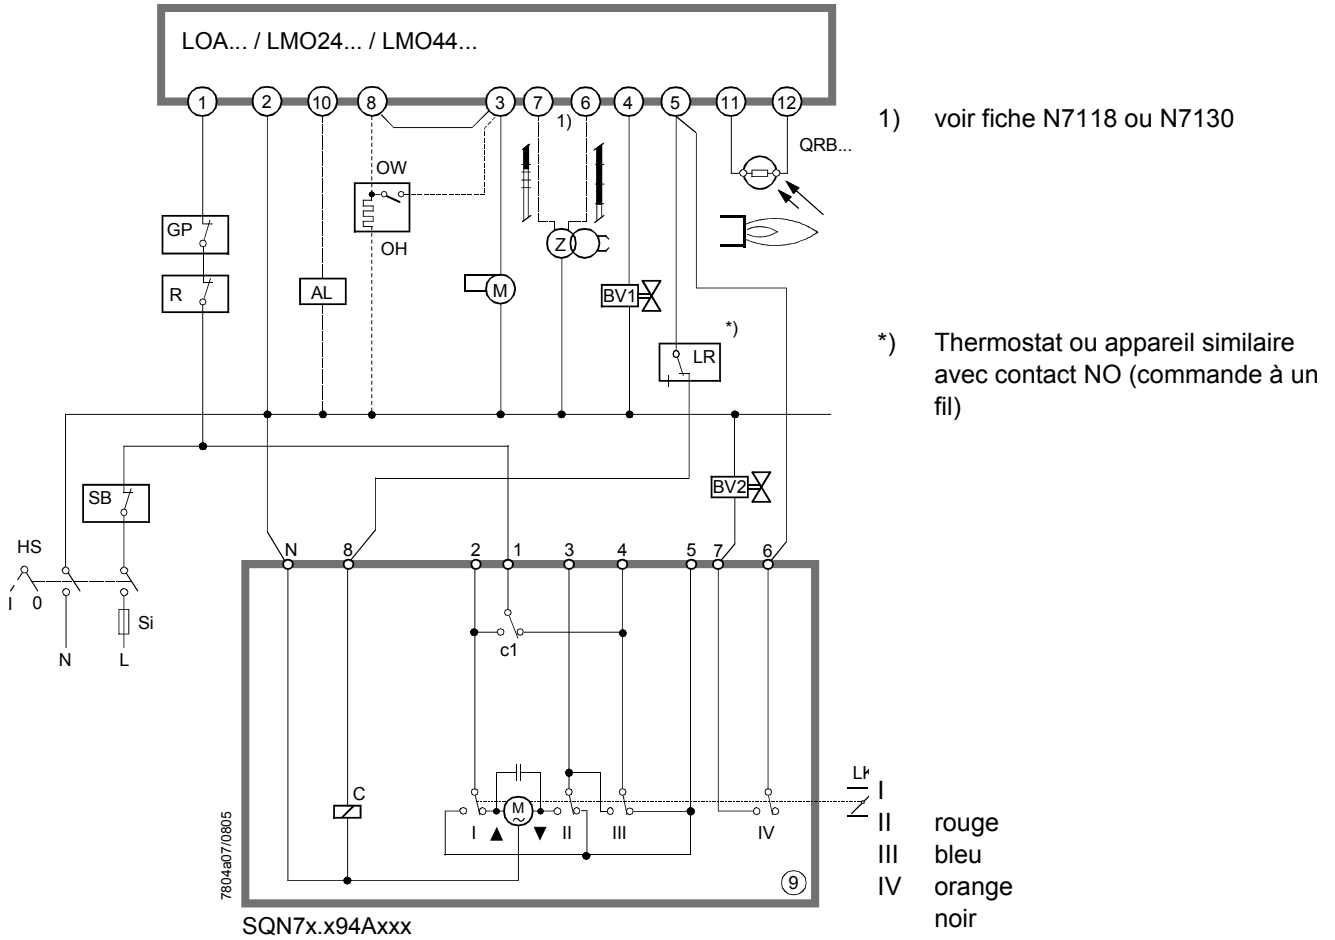 LOA... / LMO24... / LMO44...
1 2 10 8 3 7 6 4 5 11 12
1)
1) voir fiche N7118 ou N7130
QRB...
OW
GP
OH
Z
R
AL
M
BV1
*)
LR
*) Thermostat ou appareil similaire
avec contact NO (commande à un
fil)
SB
BV2
HS
N 8 2 1 3 4 5 7 6
I 0
Si
c1
N L
C
M
~
I II III IV
I
II rouge
III bleu
IV orange
noir
7804a07/0805
9
SQN7x.x94Axxx